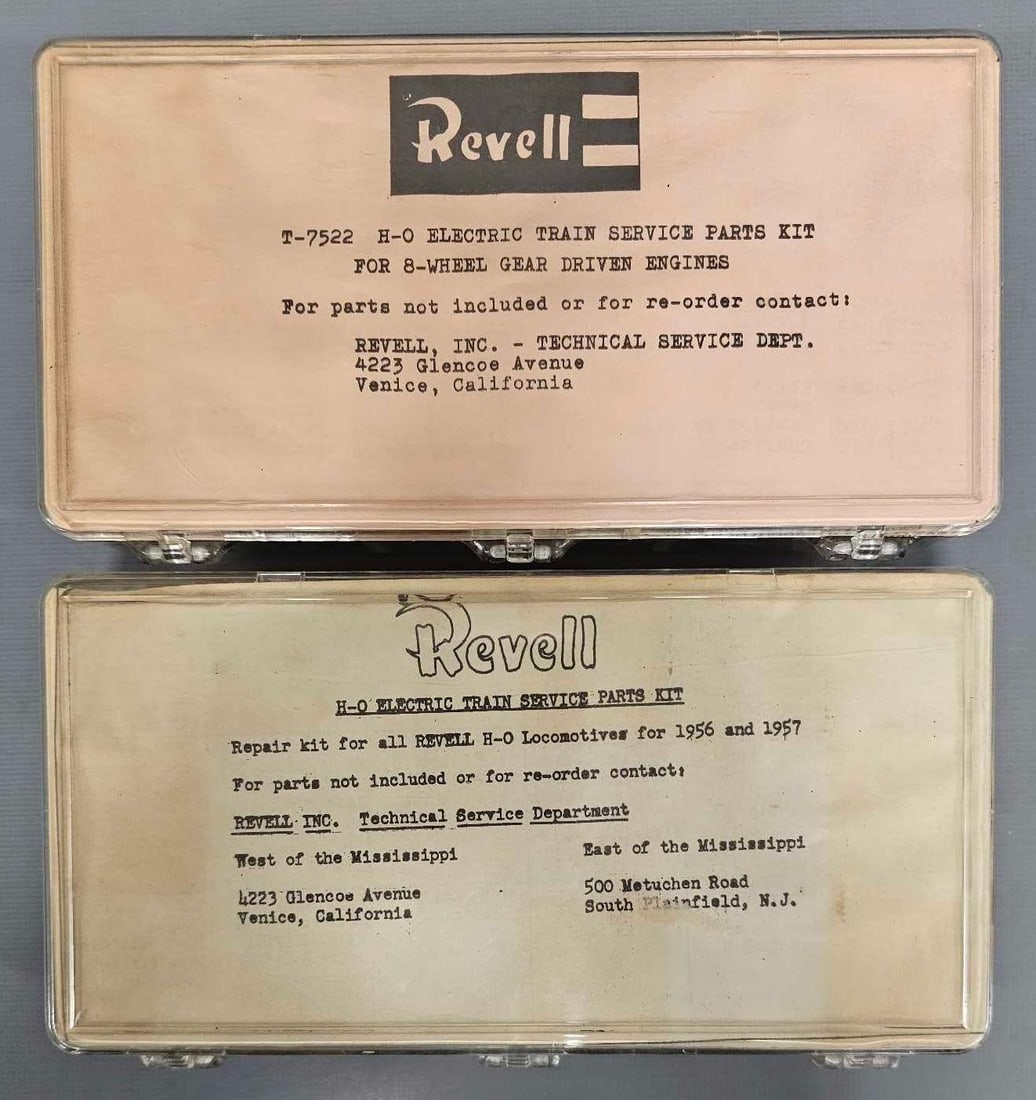 Revell
T-7522 H-O ELECTRIC TRAIN SERVICE PARTS KIT
FOR 8-WHEEL GEAR DRIVEN ENGINES
For parts not included or for re-order contact:
REVELL, INC. - TECHNICAL SERVICE DEPT.
4223 Glencoe Avenue
Venice, California
Revell
H-O ELECTRIC TRAIN SERVICE PARTS KIT
Repair kit for all REVELL H-O Locomotives for 1956 and 1957
For parts not included or for re-order contact:
REVELL INC. Technical Service Department
West of the Mississippi
4223 Glencoe Avenue
Venice, California
East of the Mississippi
500 Metuchen Road
South Plainfield, N.J.